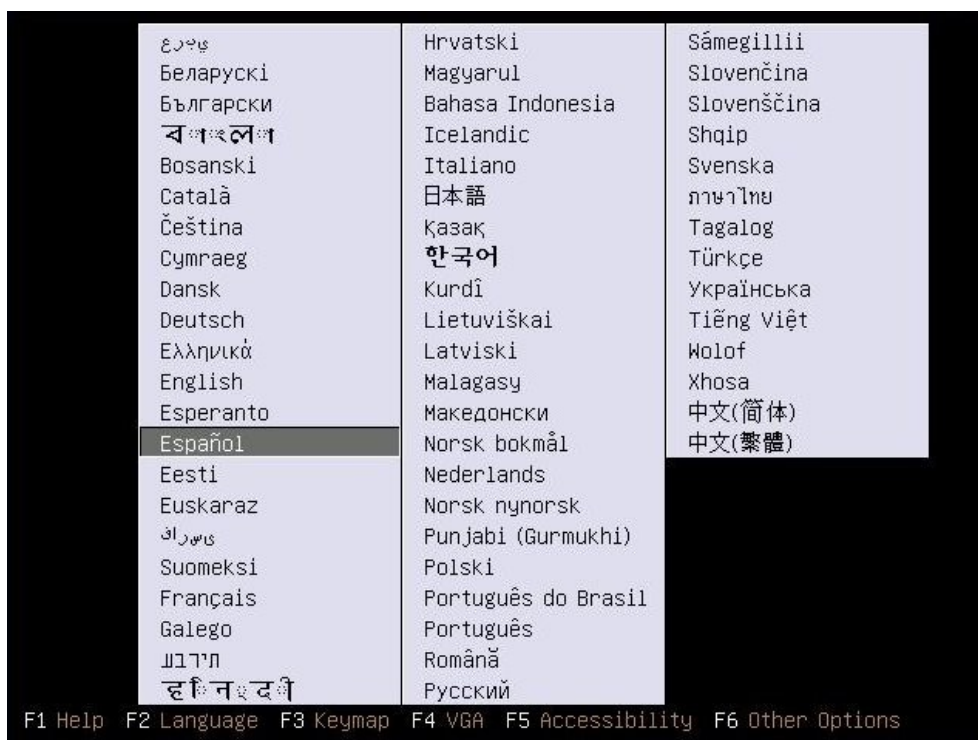 يبرع
Беларускі
Български
বাংলা
Bosanski
Català
Čeština
Cymraeg
Dansk
Deutsch
Ελληνικά
English
Esperanto
Español
Eesti
Euskaraz
ىسراف
Suomeksi
Français
Galego
תירבע
हिन्दी
Hrvatski
Magyarul
Bahasa Indonesia
Icelandic
Italiano
日本語
Қазақ
한국어
Kurdî
Lietuviškai
Latviski
Malagasy
Македонски
Norsk bokmål
Nederlands
Norsk nynorsk
Punjabi (Gurmukhi)
Polski
Português do Brasil
Português
Română
Русский
Sámegillii
Slovenčina
Slovenščina
Shqip
Svenska
ภาษาไทย
Tagalog
Türkçe
Українська
Tiếng Việt
Wolof
Xhosa
中文(简体)
中文(繁體)
F1 Help F2 Language F3 Keymap F4 VGA F5 Accessibility F6 Other Options